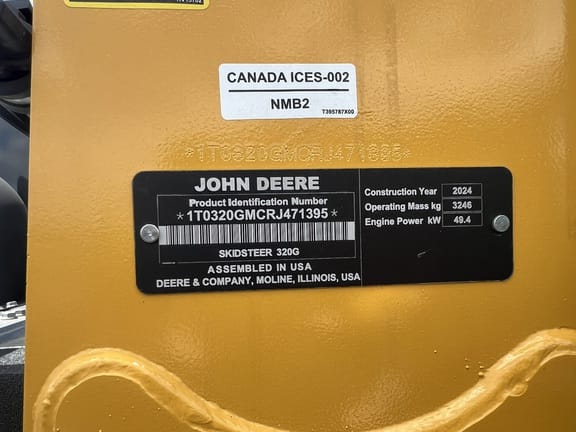 CANADA ICES-002
NMB2
T395787X00
*1T0320GMCRJ471395*
JOHN DEERE
Product Identification Number
*1T0320GMCRJ471395*
SKIDSTEER 320G
ASSEMBLED IN USA
DEERE & COMPANY, MOLINE, ILLINOIS, USA
Construction Year 2024
Operating Mass kg 3246
Engine Power kW 49.4